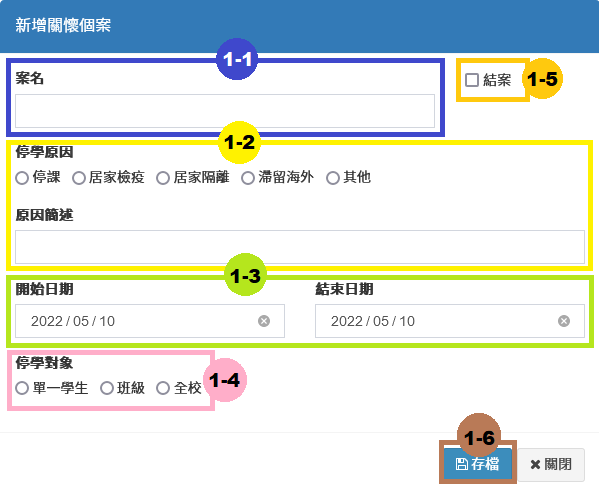 新增關懷個案
1-1
案名
結案
1-5
1-2
停學原因
停課 居家檢疫 居家隔離 滯留海外 其他
原因簡述
1-3
開始日期 結束日期
2022 / 05 / 10 2022 / 05 / 10
停學對象
1-4
單一學生 班級 全校
1-6
存檔 關閉